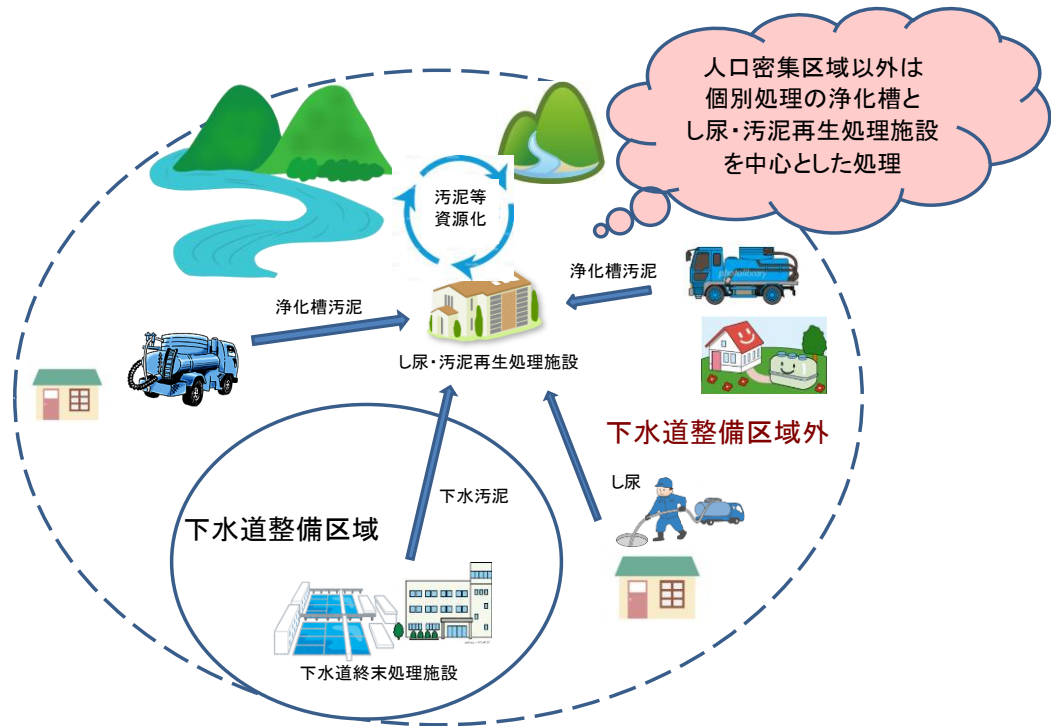 人口密集区域以外は
個別処理の浄化槽と
し尿・汚泥再生処理施設
を中心とした処理
汚泥等
資源化
浄化槽汚泥
photolibrary
浄化槽汚泥
し尿・汚泥再生処理施設
下水道整備区域外
し尿
下水汚泥
下水道整備区域
下水道終末処理施設